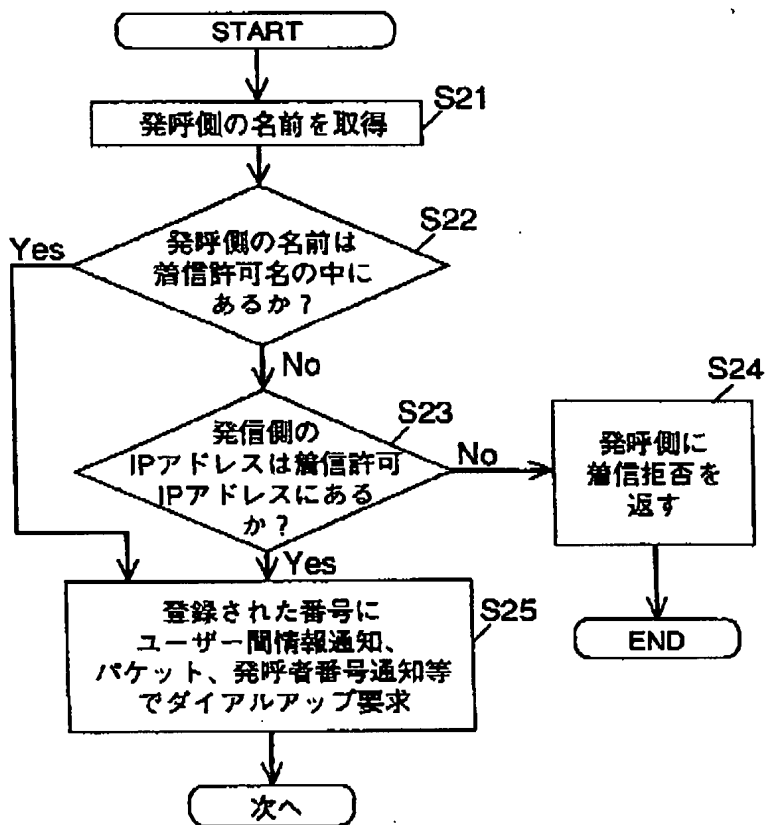 START
S21
発呼側の名前を取得
S22
発呼側の名前は
着信許可名の中に
あるか？
Yes
No
S23
発信側の
IPアドレスは着信許可
IPアドレスにある
か？
No
Yes
S24
発呼側に
着信拒否を
返す
END
S25
登録された番号に
ユーザー間情報通知、
パケット、発呼者番号通知等
でダイアルアップ要求
次へ